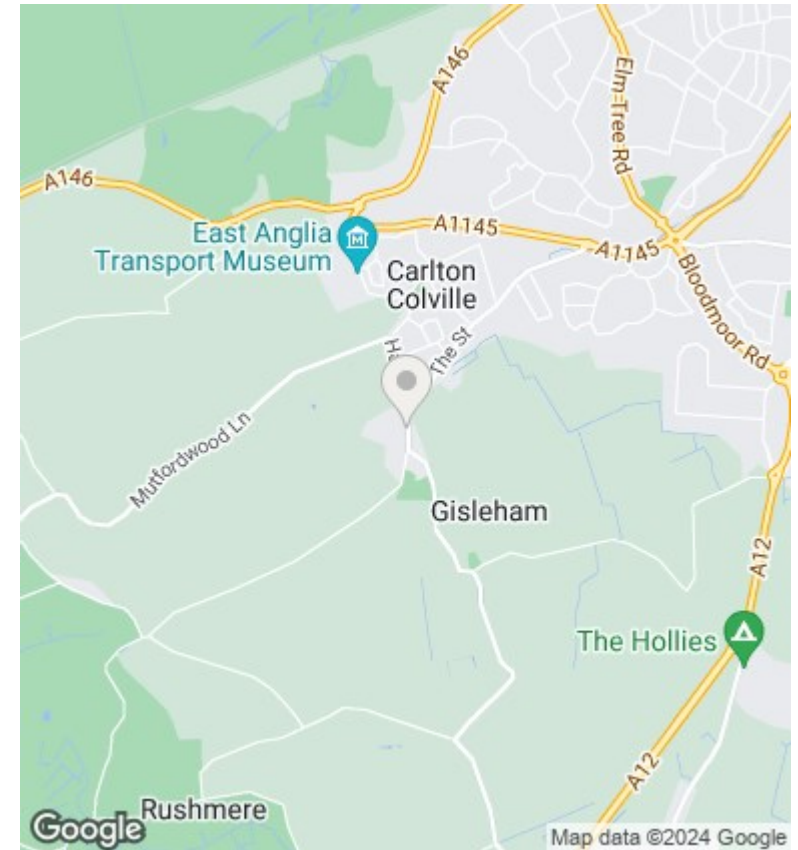 A146
Elm Tree Rd
A146
East Anglia
Transport Museum
A1145
A1145
Carlton
Colville
Bloodmoor Rd
The St
Mutfordwood Ln
Gisleham
A12
The Hollies
A12
Rushmere
Google
Map data ©2024 Google